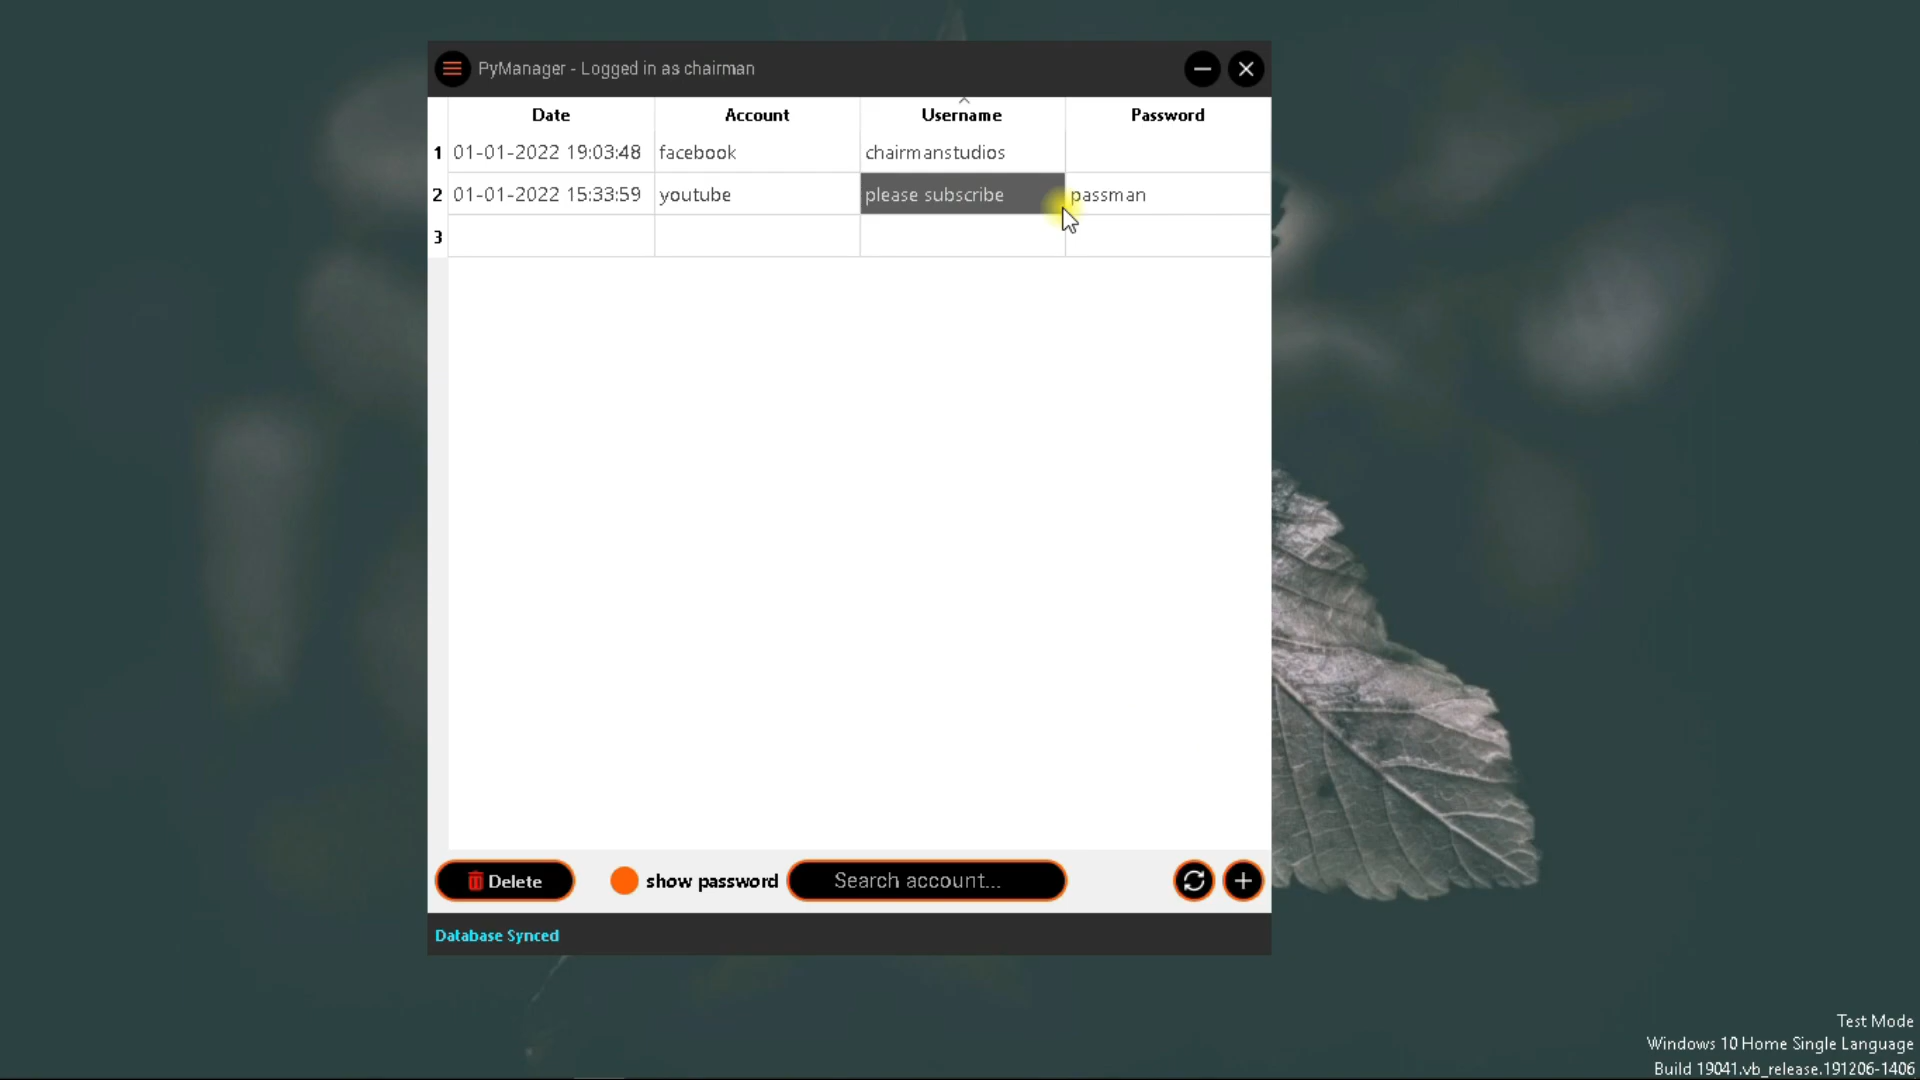 PyManager - Logged in as chairman
Date Account Username Password
1 01-01-2022 19:03:48 facebook chairmanstudios
2 01-01-2022 15:33:59 youtube please subscribe passman
3
Delete show password Search account...
Database Synced
Test Mode
Windows 10 Home Single Language
Build 19041.vb_release.191206-1406